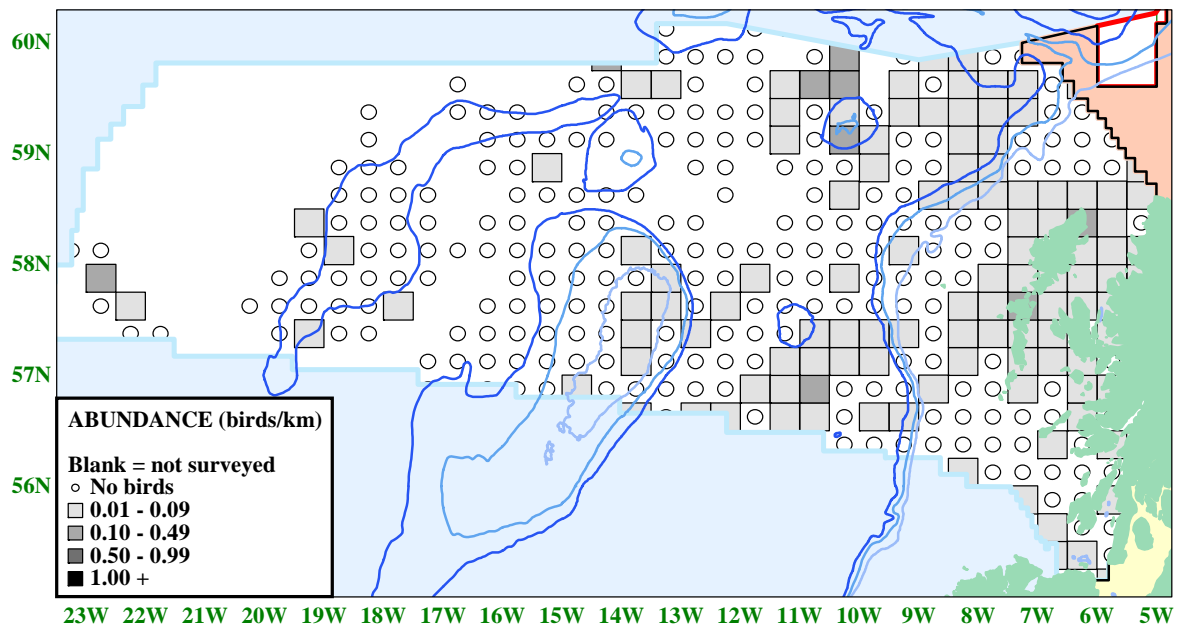 60N
59N
58N
57N
56N
ABUNDANCE (birds/km)
Blank = not surveyed
No birds
0.01 - 0.09
0.10 - 0.49
0.50 - 0.99
1.00 +
23W 22W 21W 20W 19W 18W 17W 16W 15W 14W 13W 12W 11W 10W 9W 8W 7W 6W 5W